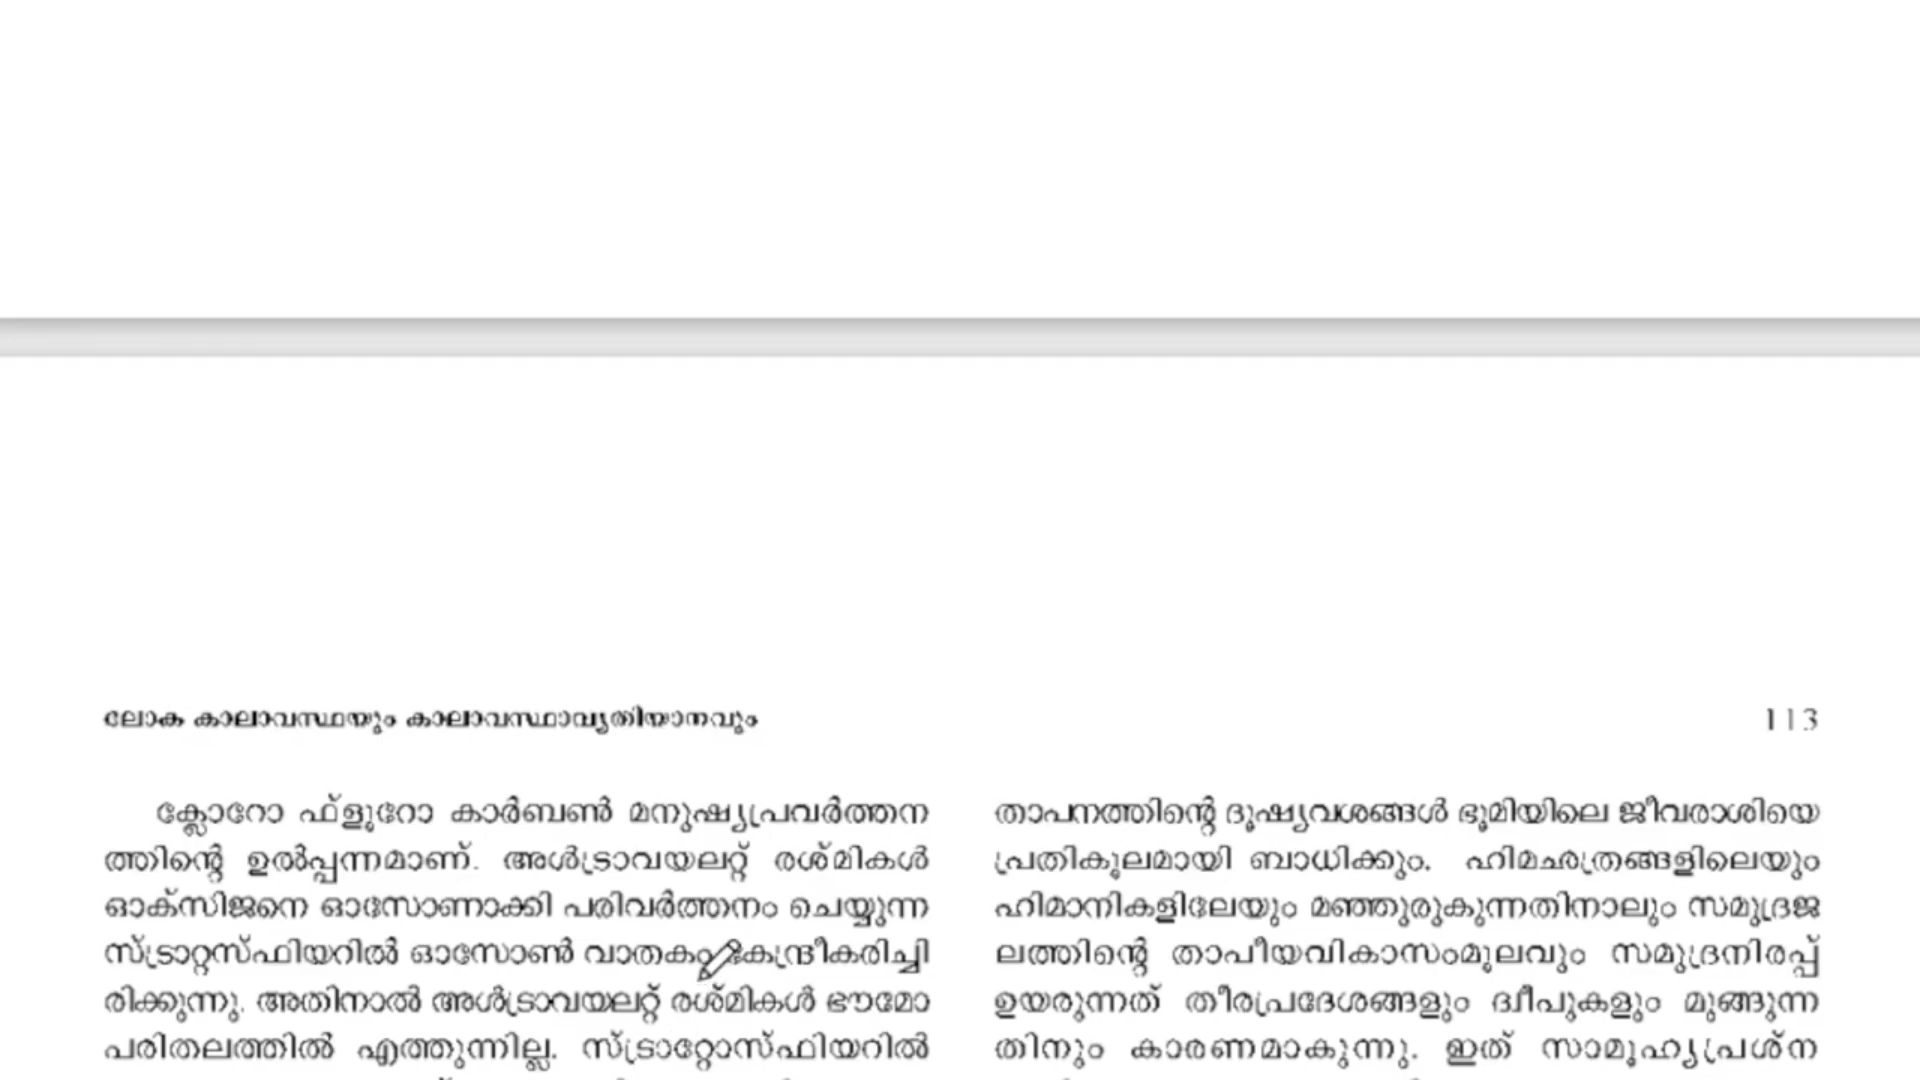 ലോക കാലാവസ്ഥയും കാലാവസ്ഥാവ്യതിയാനവും
113
ക്ലോറോ ഫ്ളൂറോ കാർബൺ മനുഷ്യപ്രവർത്തന
ത്തിന്റെ ഉൽപ്പന്നമാണ്. അൾട്രാവയലറ്റ് രശ്മികൾ
ഓക്സിജനെ ഓസോണാക്കി പരിവർത്തനം ചെയ്യുന്ന
സ്ട്രാറ്റസ്ഫിയറിൽ ഓസോൺ വാതകം കേന്ദ്രീകരിച്ചി
രിക്കുന്നു. അതിനാൽ അൾട്രാവയലറ്റ് രശ്മികൾ ഭൗമോ
പരിതലത്തിൽ എത്തുന്നില്ല. സ്ട്രാറ്റോസ്ഫിയറിൽ
താപനത്തിന്റെ ദൂഷ്യവശങ്ങൾ ഭൂമിയിലെ ജീവരാശിയെ
പ്രതികൂലമായി ബാധിക്കും. ഹിമഛത്രങ്ങളിലെയും
ഹിമാനികളിലേയും മഞ്ഞുരുകുന്നതിനാലും സമുദ്രജ
ലത്തിന്റെ താപീയവികാസംമൂലവും സമുദ്രനിരപ്പ്
ഉയരുന്നത് തീരപ്രദേശങ്ങളും ദ്വീപുകളും മുങ്ങുന്ന
തിനും കാരണമാകുന്നു. ഇത് സാമൂഹ്യപ്രശ്ന